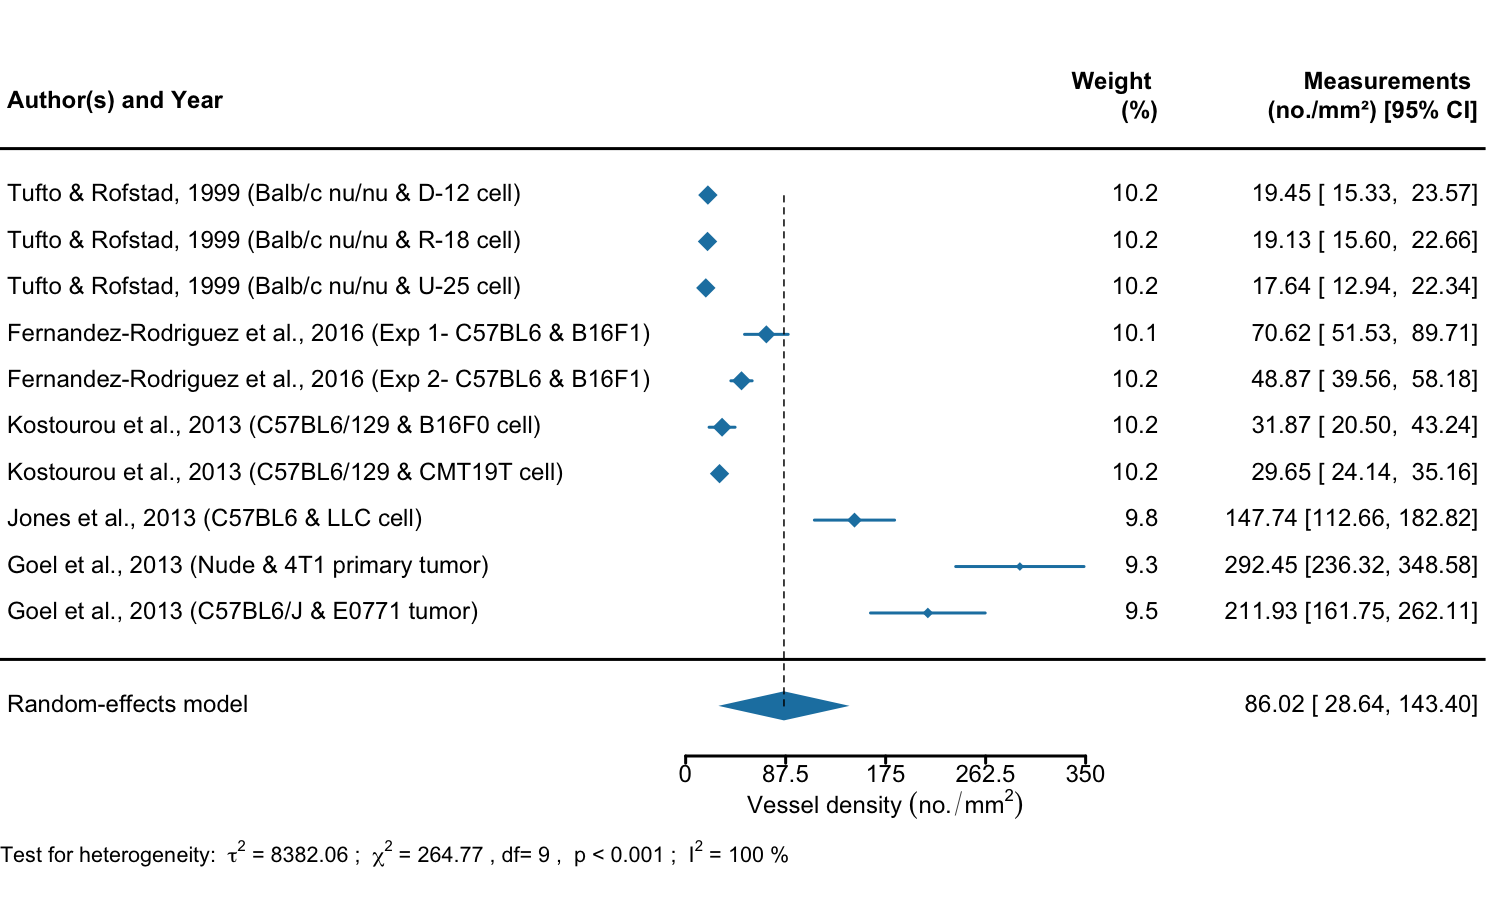 Author(s) and Year Weight (%) Measurements (no./mm²) [95% CI]
Tufto & Rofstad, 1999 (Balb/c nu/nu & D-12 cell) 10.2 19.45 [ 15.33, 23.57]
Tufto & Rofstad, 1999 (Balb/c nu/nu & R-18 cell) 10.2 19.13 [ 15.60, 22.66]
Tufto & Rofstad, 1999 (Balb/c nu/nu & U-25 cell) 10.2 17.64 [ 12.94, 22.34]
Fernandez-Rodriguez et al., 2016 (Exp 1- C57BL6 & B16F1) 10.1 70.62 [ 51.53, 89.71]
Fernandez-Rodriguez et al., 2016 (Exp 2- C57BL6 & B16F1) 10.2 48.87 [ 39.56, 58.18]
Kostourou et al., 2013 (C57BL6/129 & B16F0 cell) 10.2 31.87 [ 20.50, 43.24]
Kostourou et al., 2013 (C57BL6/129 & CMT19T cell) 10.2 29.65 [ 24.14, 35.16]
Jones et al., 2013 (C57BL6 & LLC cell) 9.8 147.74 [112.66, 182.82]
Goel et al., 2013 (Nude & 4T1 primary tumor) 9.3 292.45 [236.32, 348.58]
Goel et al., 2013 (C57BL6/J & E0771 tumor) 9.5 211.93 [161.75, 262.11]
Random-effects model 86.02 [ 28.64, 143.40]
0 87.5 175 262.5 350
Vessel density (no./mm²)
Test for heterogeneity: τ² = 8382.06 ; χ² = 264.77 , df= 9 , p < 0.001 ; I² = 100 %